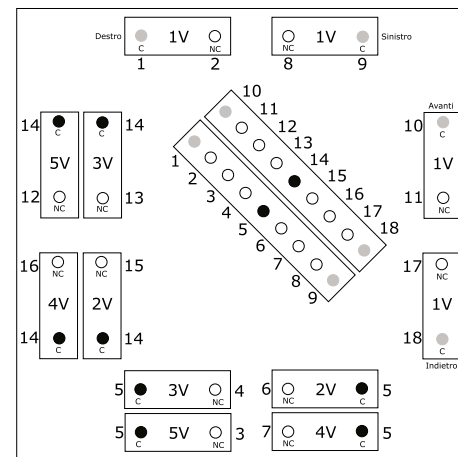 Destro C 1V NC NC 1V C Sinistro
1 2 8 9
10
11
12
13
14
15
16
17
18
1
2
3
4
5
6
7
8
9
14 C C 14
5V 3V
12 NC NC 13
Avanti
10 C
1V
11 NC
16 NC NC 15
4V 2V
14 C C 14
17 NC
1V
18 C
Indietro
5 C 3V NC 4
6 NC 2V C 5
5 C 5V NC 3
7 NC 4V C 5